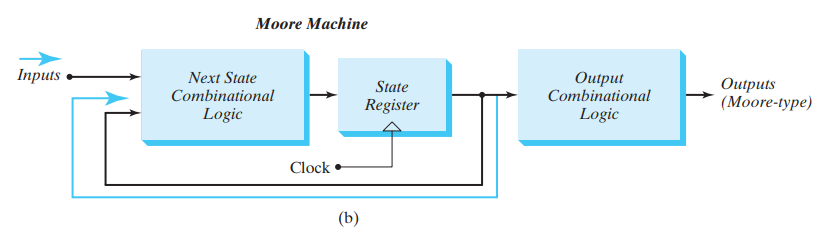 Moore Machine
Inputs
Next State
Combinational
Logic
State
Register
Output
Combinational
Logic
Outputs
(Moore-type)
Clock
(b)